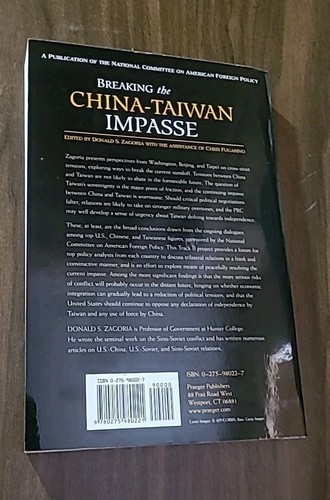 A PUBLICATION OF THE NATIONAL COMMITTEE ON AMERICAN FOREIGN POLICY
BREAKING the
CHINA-TAIWAN
IMPASSE
EDITED BY DONALD S. ZAGORIA WITH THE ASSISTANCE OF CHRIS FUGARINO
Zagoria presents perspectives from Washington, Beijing, and Taipei on cross-strait
tensions, exploring ways to break the current standoff. Tensions between China
and Taiwan are not likely to abate in the foreseeable future. The question of
Taiwan's sovereignty is the major point of friction, and the continuing impasse
between China and Taiwan is worrisome. Should critical political negotiations
falter, relations are likely to take on stronger military overtones, and the PRC
may well develop a sense of urgency about Taiwan drifting towards independence.
These, at least, are the broad conclusions drawn from the ongoing dialogues
among top U.S., Chinese, and Taiwanese figures, sponsored by the National
Committee on American Foreign Policy. This Track II project provides a forum for
top policy analysts from each country to discuss trilateral relations in a frank and
constructive manner, and is an effort to explore means of peacefully resolving the
current impasse. Among the more significant findings is that the more serious risks
of conflict will probably occur in the distant future, hinging on whether economic
integration can gradually lead to a reduction of political tensions, and that the
United States should continue to oppose any declaration of independence by
Taiwan and any use of force by China.
DONALD S. ZAGORIA is Professor of Government at Hunter College.
He wrote the seminal work on the Sino-Soviet conflict and has written numerous
articles on U.S.-China, U.S.-Soviet, and Sino-Soviet relations.
ISBN: 0-275-98022-7
90000
9 780275 98022
Praeger Publishers
88 Post Road West
Westport, CT 06881
www.praeger.com
Cover Images